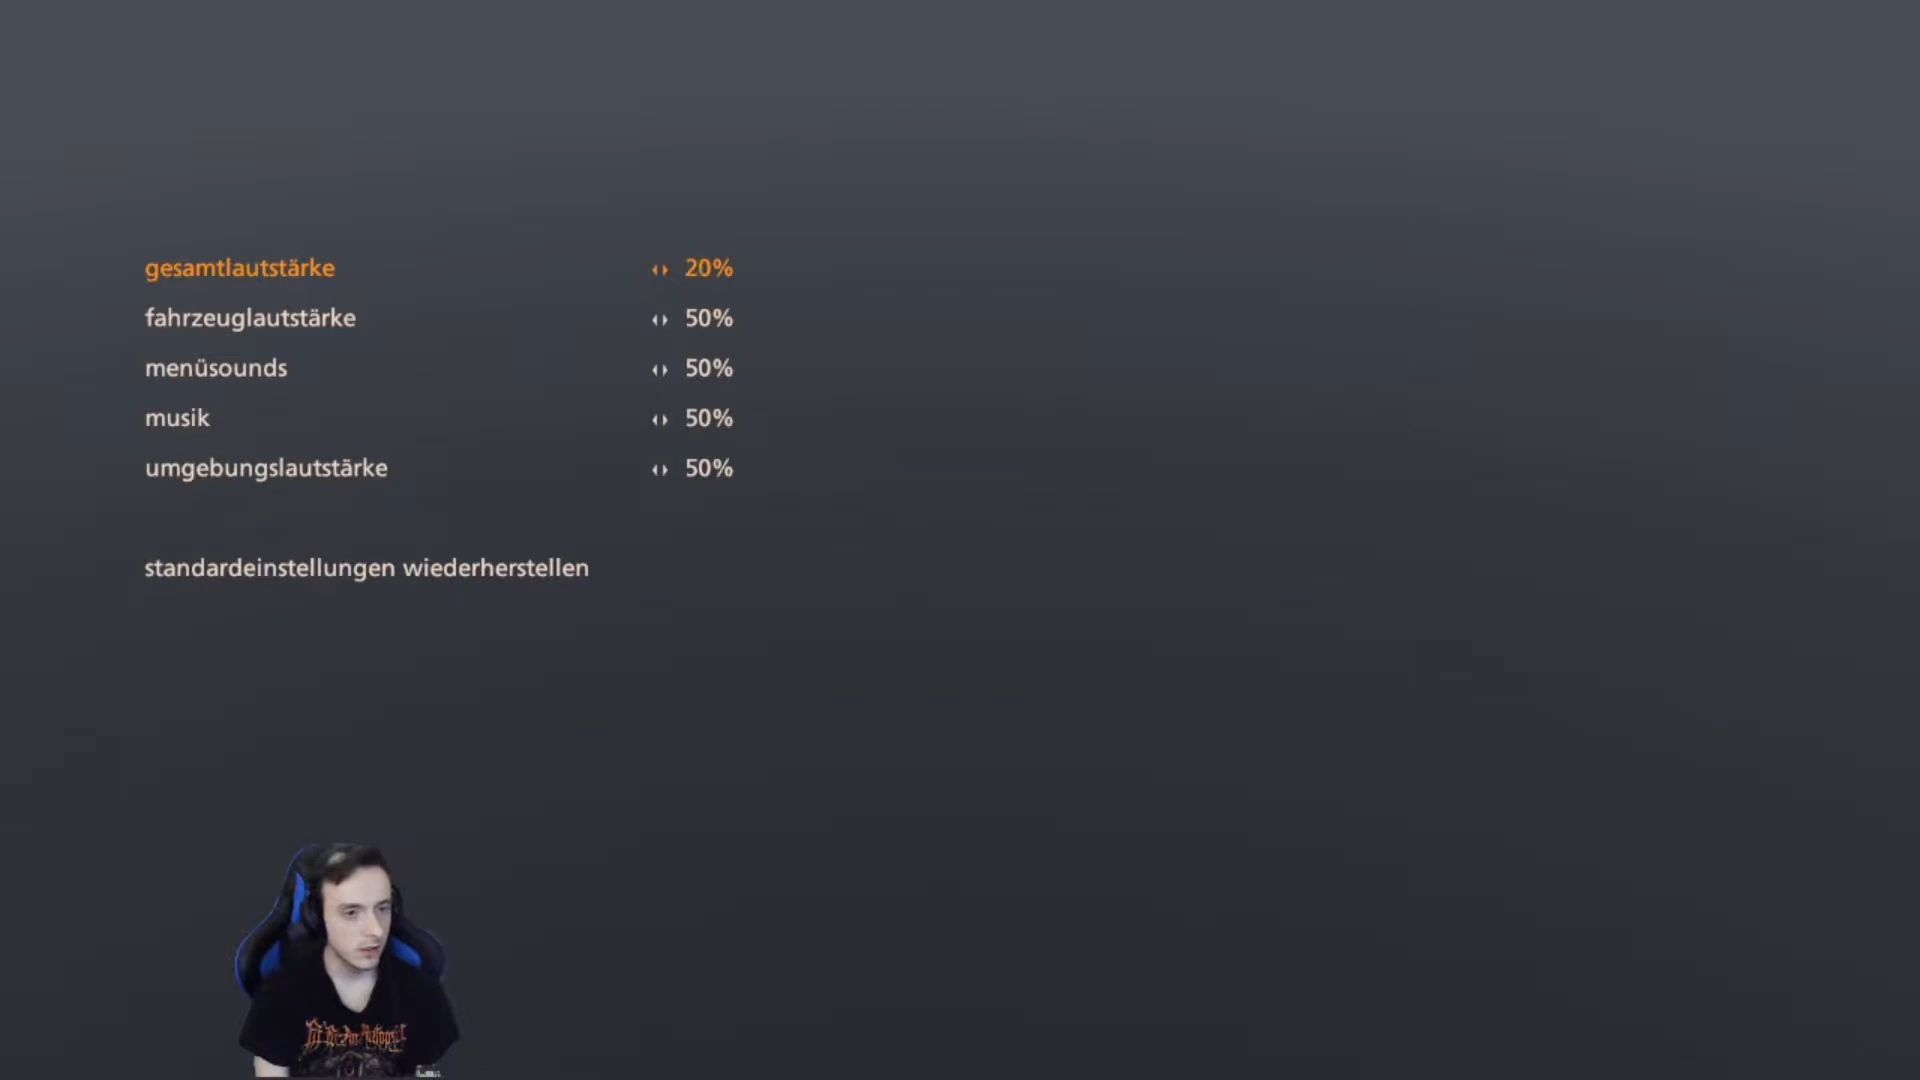 gesamtlautstärke 20%
fahrzeuglautstärke 50%
menüsounds 50%
musik 50%
umgebungslautstärke 50%
standardeinstellungen wiederherstellen